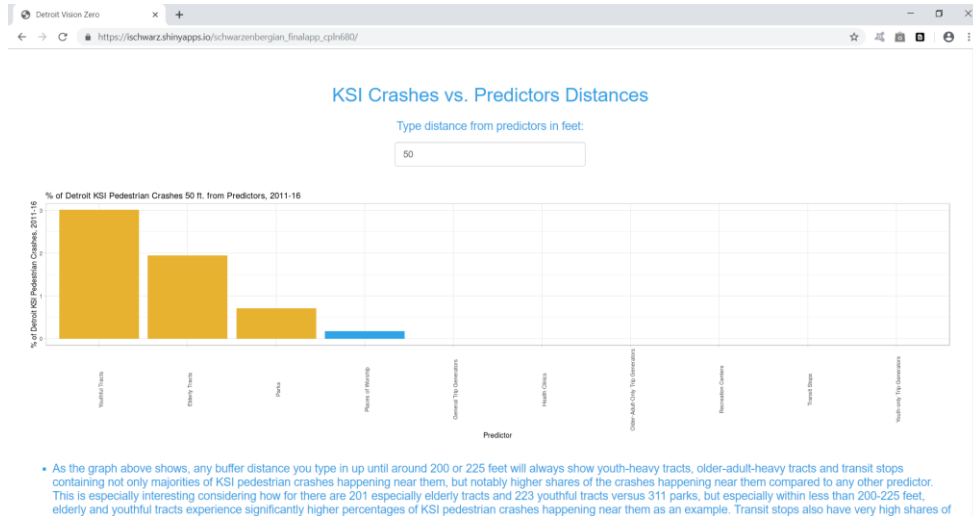 Detroit Vision Zero
https://ischwarz.shinyapps.io/schwarzenbergian_finalapp_cpln680/
KSI Crashes vs. Predictors Distances
Type distance from predictors in feet:
50
% of Detroit KSI Pedestrian Crashes 50 ft. from Predictors, 2011-16
% of Detroit KSI Pedestrian Crashes, 2011-16
3
2
1
0
Youthful Tracts
Elderly Tracts
Parks
Places of Worship
General Trip Generators
Health Clinics
Older-Adult-Only Trip Generators
Recreation Centers
Transit Stops
Youth-only Trip Generators
Predictor
• As the graph above shows, any buffer distance you type in up until around 200 or 225 feet will always show youth-heavy tracts, older-adult-heavy tracts and transit stops
containing not only majorities of KSI pedestrian crashes happening near them, but notably higher shares of the crashes happening near them compared to any other predictor.
This is especially interesting considering how for there are 201 especially elderly tracts and 223 youthful tracts versus 311 parks, but especially within less than 200-225 feet,
elderly and youthful tracts experience significantly higher percentages of KSI pedestrian crashes happening near them as an example. Transit stops also have very high shares of